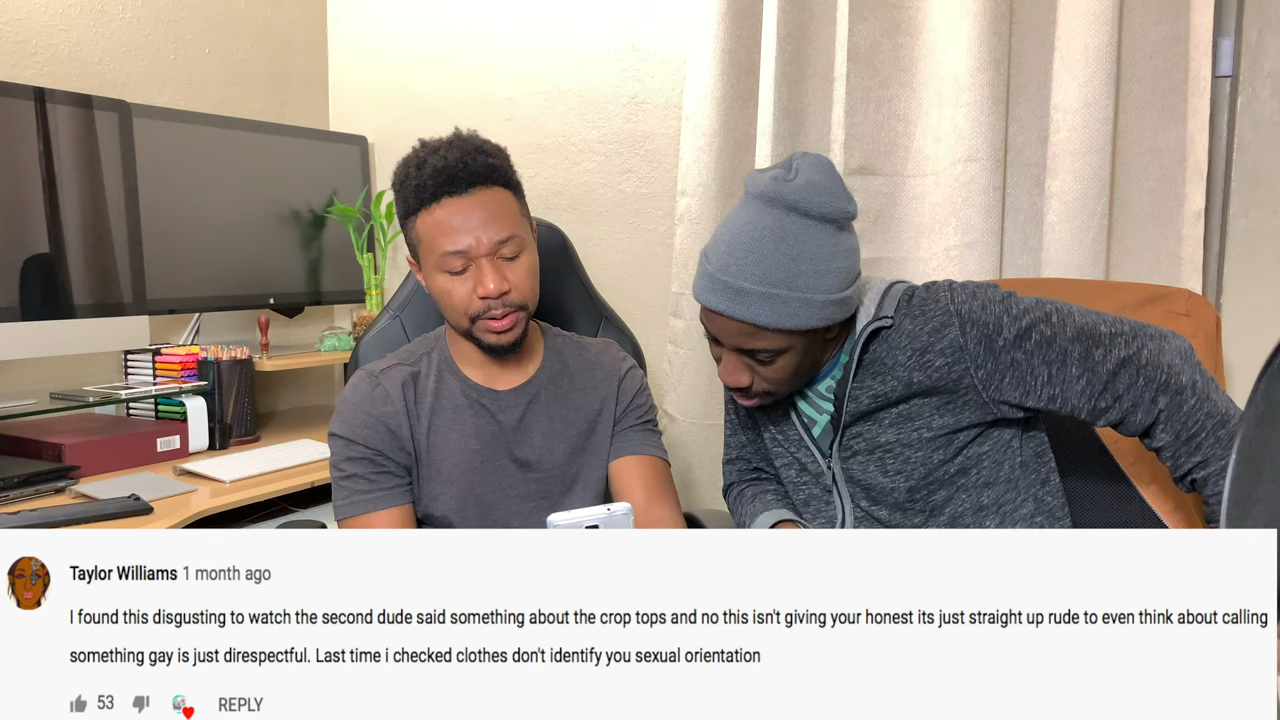 Taylor Williams 1 month ago
I found this disgusting to watch the second dude said something about the crop tops and no this isn't giving your honest its just straight up rude to even think about calling
something gay is just direspectful. Last time i checked clothes don't identify you sexual orientation
53 REPLY